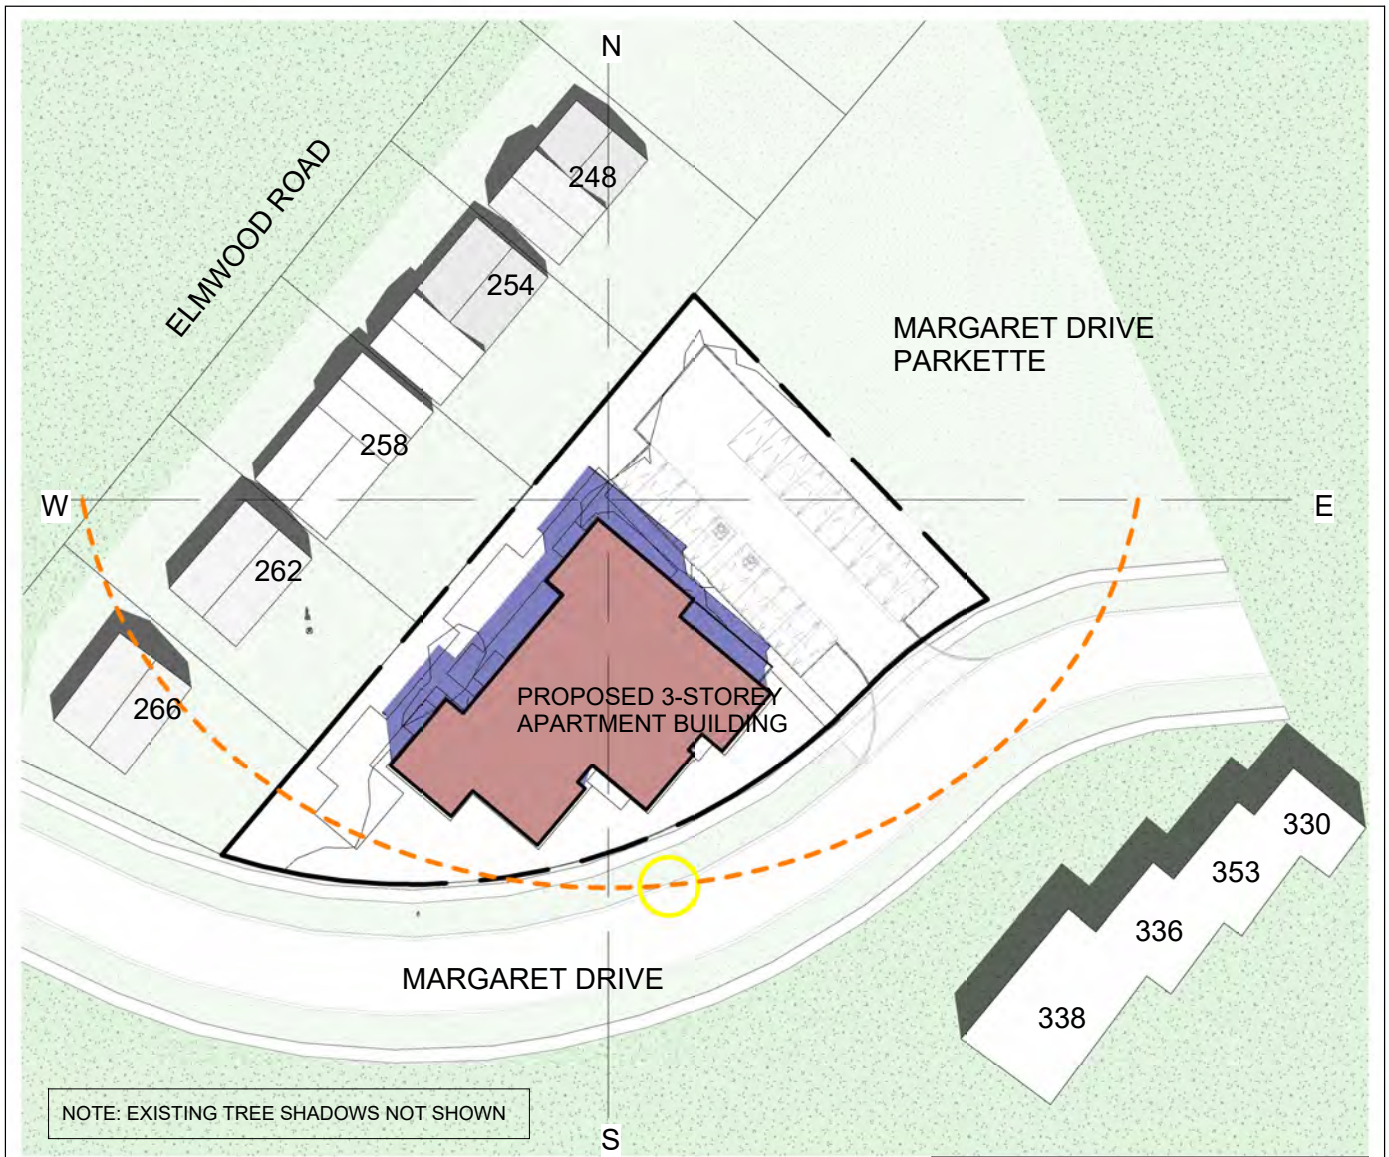 N
248
ELMWOOD ROAD
254
MARGARET DRIVE
PARKETTE
258
W
E
262
266
PROPOSED 3-STOREY
APARTMENT BUILDING
330
353
336
MARGARET DRIVE
338
NOTE: EXISTING TREE SHADOWS NOT SHOWN
S